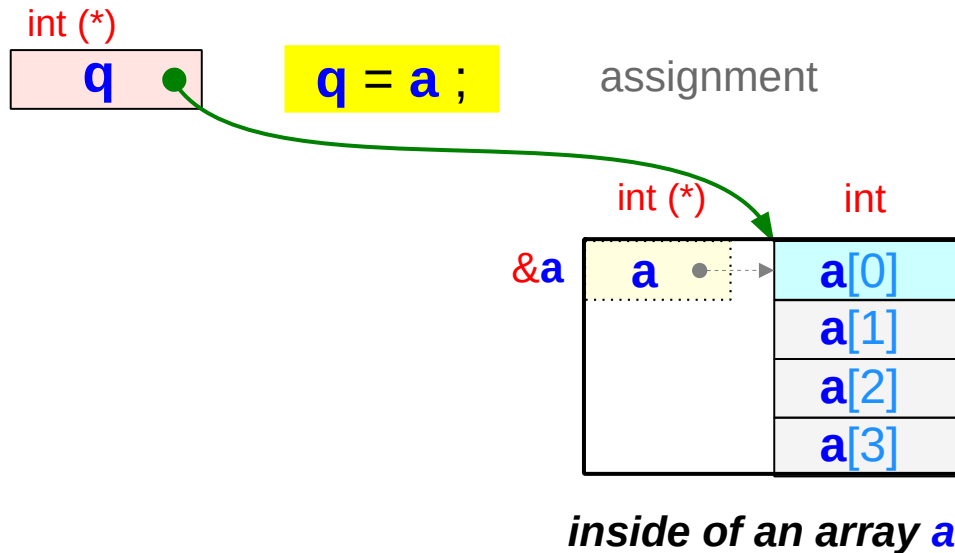 int (*)
q
q = a ;
assignment
int (*)
int
&a
a
a[0]
a[1]
a[2]
a[3]
inside of an array a